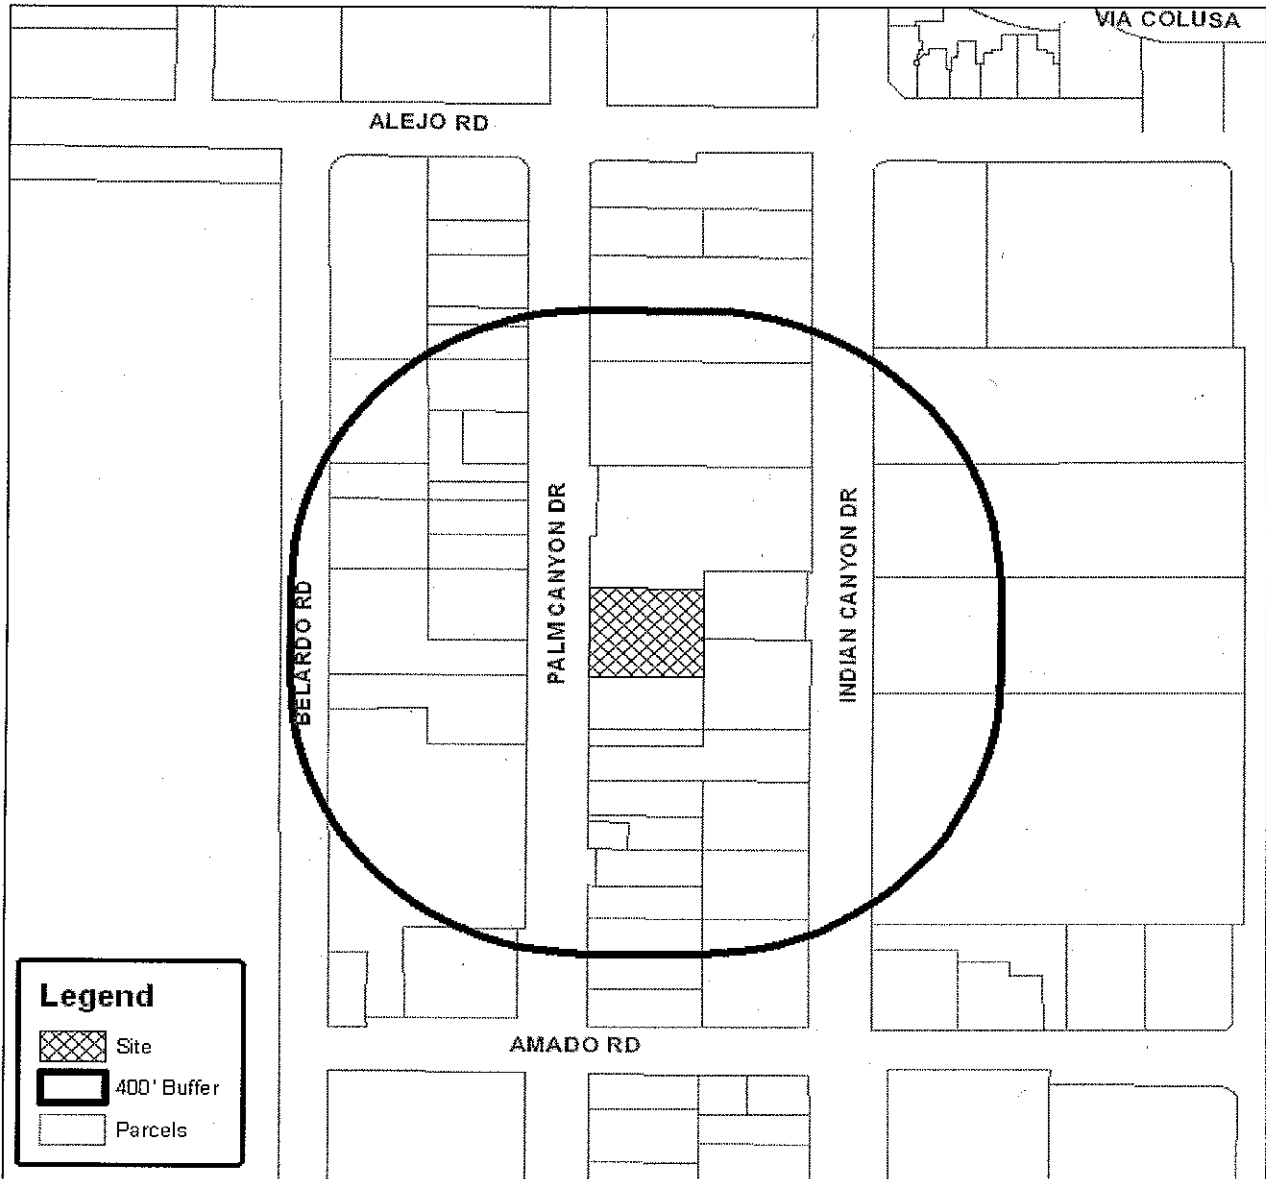 VIA COLUSA
ALEJO RD
PALM CANYON DR
INDIAN CANYON DR
BELARDO RD
Legend
Site
400' Buffer
Parcels
AMADO RD